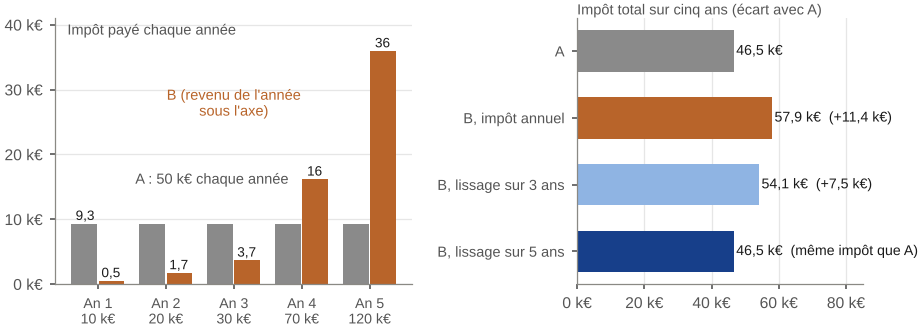 Impôt payé chaque année
40 k€
30 k€
20 k€
10 k€
0 k€
B (revenu de l'année
sous l'axe)
A : 50 k€ chaque année
9,3
0,5
1,7
3,7
16
36
An 1
10 k€
An 2
20 k€
An 3
30 k€
An 4
70 k€
An 5
120 k€
Impôt total sur cinq ans (écart avec A)
A
46,5 k€
B, impôt annuel
57,9 k€ (+11,4 k€)
B, lissage sur 3 ans
54,1 k€ (+7,5 k€)
B, lissage sur 5 ans
46,5 k€ (même impôt que A)
0 k€
20 k€
40 k€
60 k€
80 k€